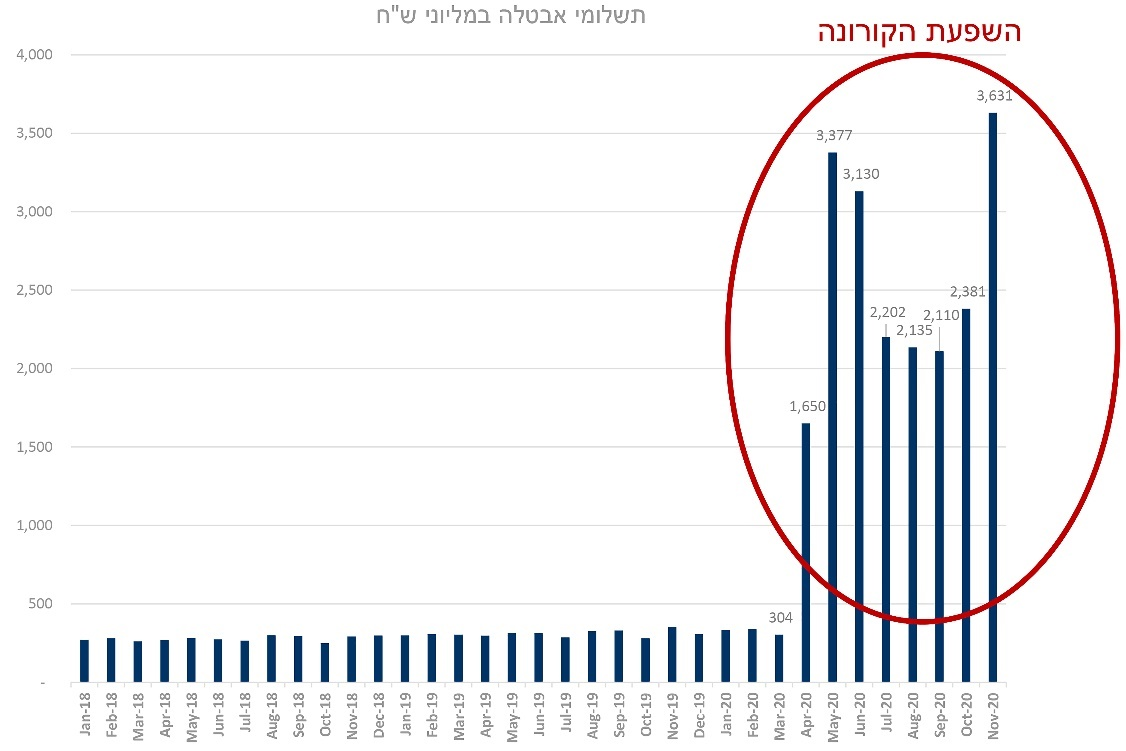 תשלומי אבטלה במליוני ש"ח
השפעת הקורונה
4,000
3,500
3,000
2,500
2,000
1,500
1,000
500
-
304
1,650
3,377
3,130
2,202
2,135
2,110
2,381
3,631
Jan-18
Feb-18
Mar-18
Apr-18
May-18
Jun-18
Jul-18
Aug-18
Sep-18
Oct-18
Nov-18
Dec-18
Jan-19
Feb-19
Mar-19
Apr-19
May-19
Jun-19
Jul-19
Aug-19
Sep-19
Oct-19
Nov-19
Dec-19
Jan-20
Feb-20
Mar-20
Apr-20
May-20
Jun-20
Jul-20
Aug-20
Sep-20
Oct-20
Nov-20